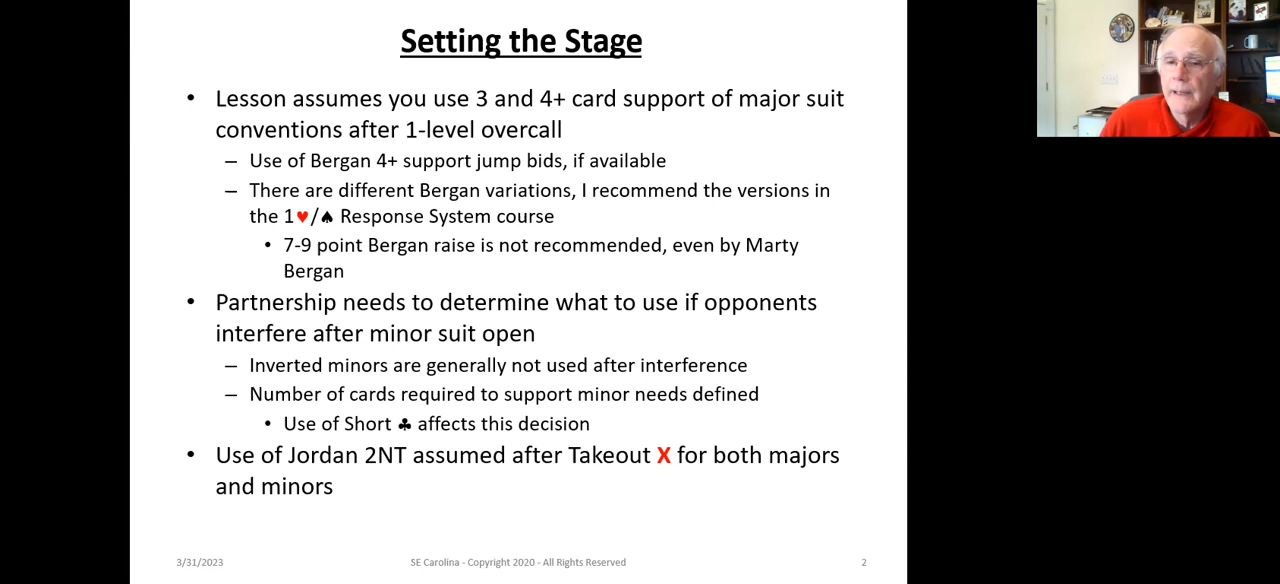 Setting the Stage
• Lesson assumes you use 3 and 4+ card support of major suit
conventions after 1-level overcall
– Use of Bergan 4+ support jump bids, if available
– There are different Bergan variations, I recommend the versions in
the 1♥/♠ Response System course
• 7-9 point Bergan raise is not recommended, even by Marty
Bergan
• Partnership needs to determine what to use if opponents
interfere after minor suit open
– Inverted minors are generally not used after interference
– Number of cards required to support minor needs defined
• Use of Short ♣ affects this decision
• Use of Jordan 2NT assumed after Takeout X for both majors
and minors
3/31/2023
SE Carolina - Copyright 2020 - All Rights Reserved
2